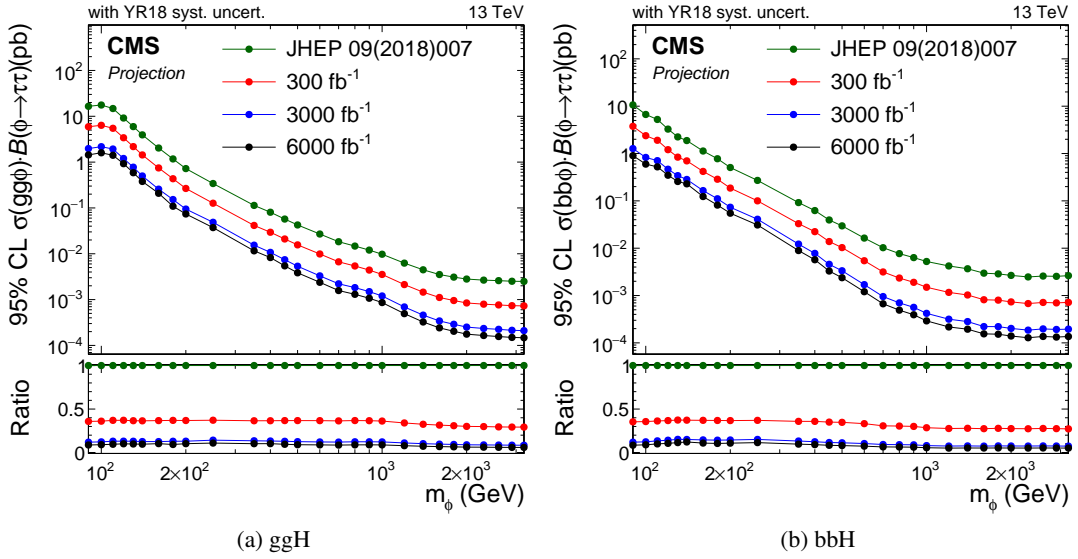 with YR18 syst. uncert. 13 TeV
CMS
Projection
JHEP 09(2018)007
300 fb⁻¹
3000 fb⁻¹
6000 fb⁻¹
95% CL σ(ggϕ)·B(ϕ→ττ)(pb)
10²
10
1
10⁻¹
10⁻²
10⁻³
10⁻⁴
Ratio
1
0.5
0
10² 2×10² 10³ 2×10³
m_ϕ (GeV)
(a) ggH
with YR18 syst. uncert. 13 TeV
CMS
Projection
JHEP 09(2018)007
300 fb⁻¹
3000 fb⁻¹
6000 fb⁻¹
95% CL σ(bbϕ)·B(ϕ→ττ)(pb)
10²
10
1
10⁻¹
10⁻²
10⁻³
10⁻⁴
Ratio
1
0.5
0
10² 2×10² 10³ 2×10³
m_ϕ (GeV)
(b) bbH